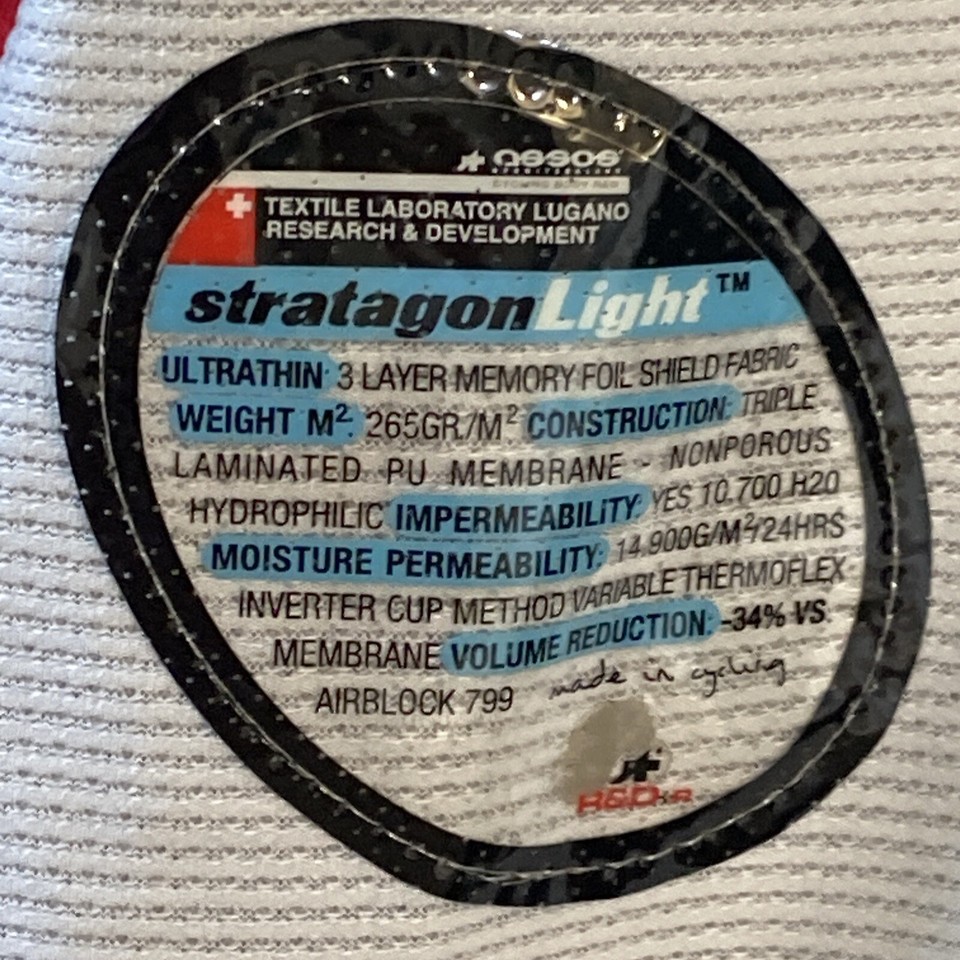 assos
TEXTILE LABORATORY LUGANO
RESEARCH & DEVELOPMENT
stratagonLight™
ULTRATHIN: 3 LAYER MEMORY FOIL SHIELD FABRIC
WEIGHT M²: 265GR./M² CONSTRUCTION: TRIPLE
LAMINATED PU MEMBRANE - NONPOROUS
HYDROPHILIC IMPERMEABILITY: YES 10.700 H20
MOISTURE PERMEABILITY: 14.900G/M²/24HRS
INVERTER CUP METHOD VARIABLE THERMOFLEX
MEMBRANE VOLUME REDUCTION: -34% VS.
AIRBLOCK 799 made in cycling
R&D